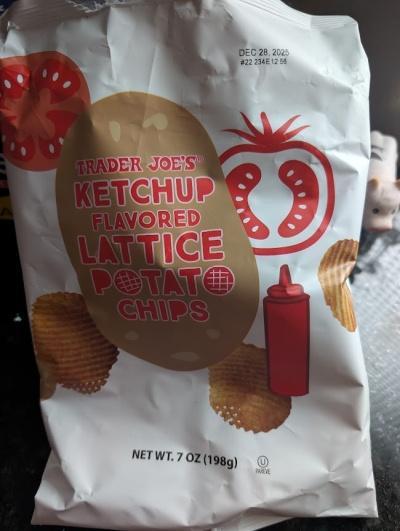 DEC 28, 2025
#22 234E 12 56
TRADER JOE'S®
KETCHUP
FLAVORED
LATTICE
POTATO
CHIPS
NET WT. 7 OZ (198g)
U
PAREVE